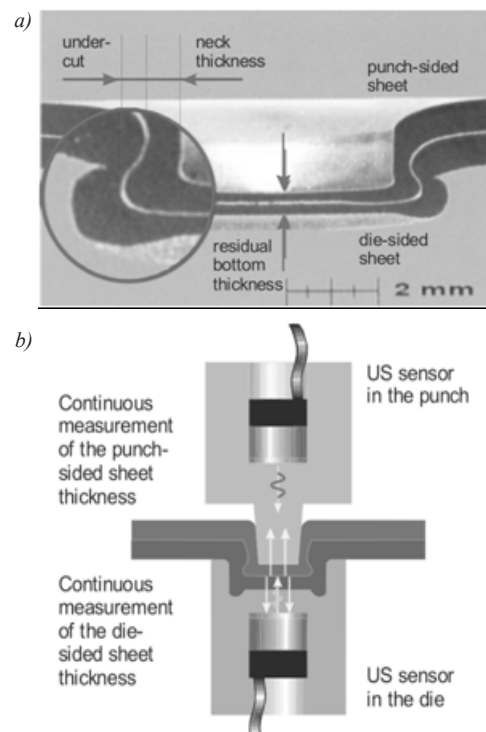 a)
under-
cut
neck
thickness
punch-sided
sheet
residual
bottom
thickness
die-sided
sheet
2 mm
b)
Continuous
measurement
of the punch-
sided sheet
thickness
US sensor
in the punch
Continuous
measurement
of the die-
sided sheet
thickness
US sensor
in the die